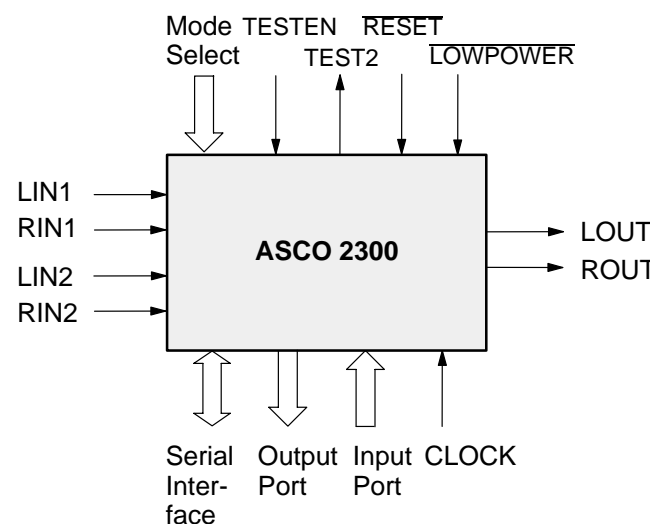 Mode TESTEN RESET
Select TEST2 LOWPOWER
LIN1
RIN1
LIN2
RIN2
ASCO 2300
LOUT
ROUT
Serial Output Input CLOCK
Inter- Port Port
face